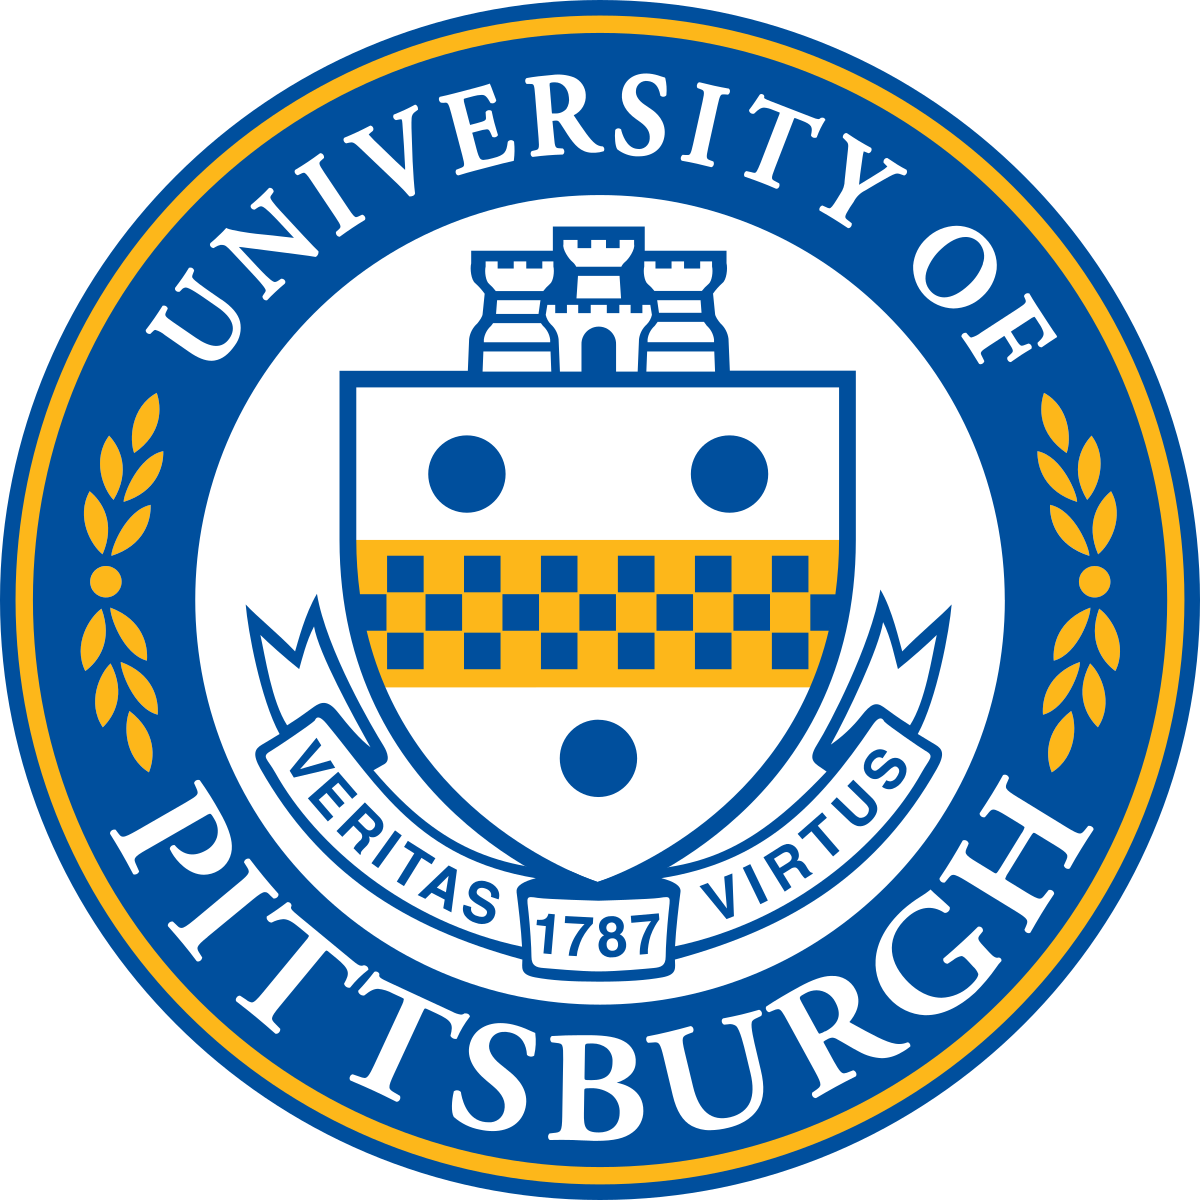 UNIVERSITY OF
PITTSBURGH
VERITAS
1787
VIRTUS